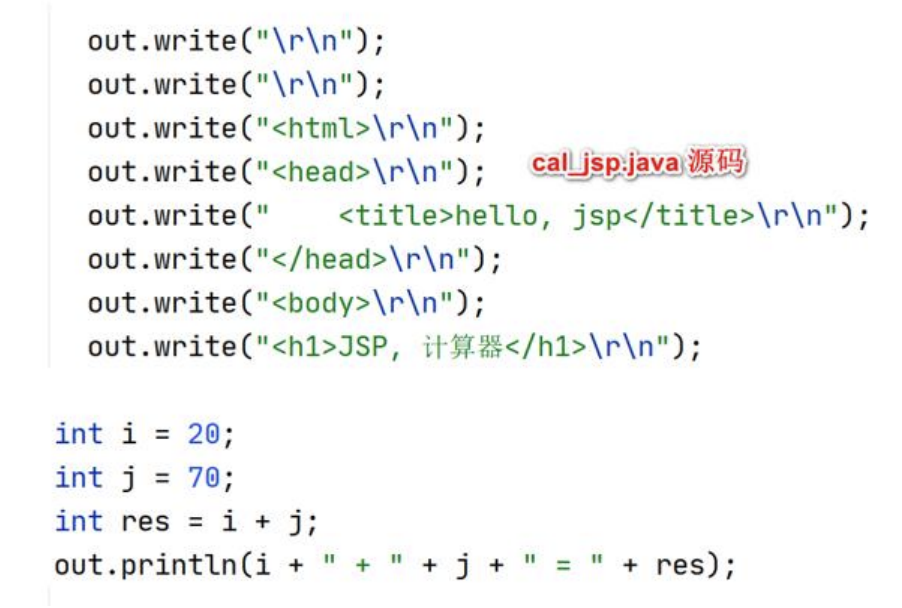 out.write("\r\n");
out.write("\r\n");
out.write("<html>\r\n");
out.write("<head>\r\n");
cal_jsp.java 源码
out.write("    <title>hello, jsp</title>\r\n");
out.write("</head>\r\n");
out.write("<body>\r\n");
out.write("<h1>JSP, 计算器</h1>\r\n");
int i = 20;
int j = 70;
int res = i + j;
out.println(i + " + " + j + " = " + res);